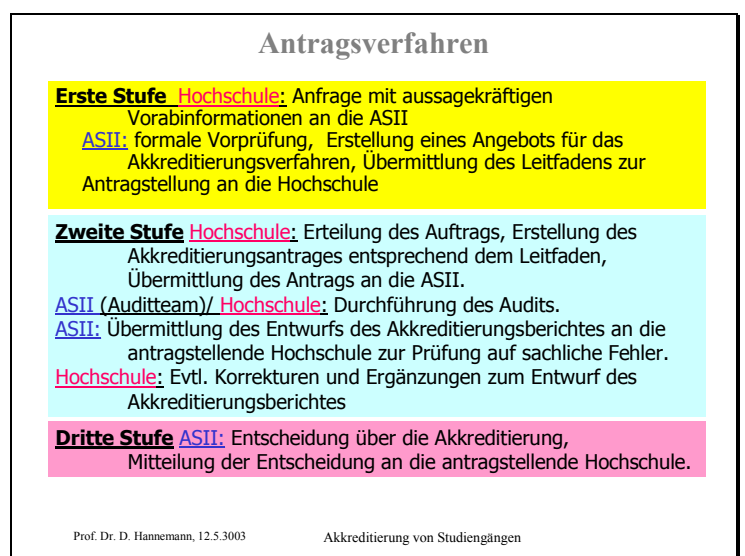 Antragsverfahren
Erste Stufe Hochschule: Anfrage mit aussagekräftigen
Vorabinformationen an die ASII
ASII: formale Vorprüfung, Erstellung eines Angebots für das
Akkreditierungsverfahren, Übermittlung des Leitfadens zur
Antragstellung an die Hochschule
Zweite Stufe Hochschule: Erteilung des Auftrags, Erstellung des
Akkreditierungsantrages entsprechend dem Leitfaden,
Übermittlung des Antrags an die ASII.
ASII (Auditteam)/ Hochschule: Durchführung des Audits.
ASII: Übermittlung des Entwurfs des Akkreditierungsberichtes an die
antragstellende Hochschule zur Prüfung auf sachliche Fehler.
Hochschule: Evtl. Korrekturen und Ergänzungen zum Entwurf des
Akkreditierungsberichtes
Dritte Stufe ASII: Entscheidung über die Akkreditierung,
Mitteilung der Entscheidung an die antragstellende Hochschule.
Prof. Dr. D. Hannemann, 12.5.3003 Akkreditierung von Studiengängen